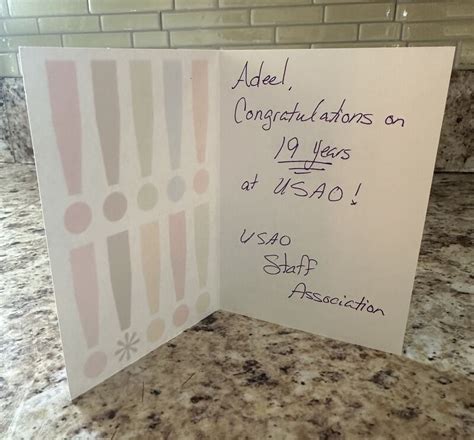 Adeel,
Congratulations on
19 years
at USAO!
USAO
Staff
Association